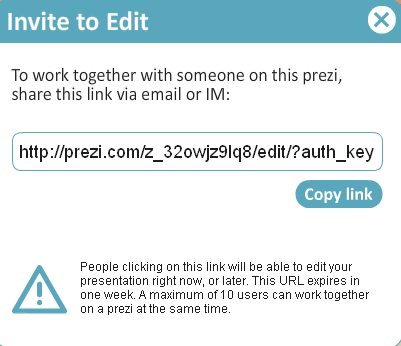 Invite to Edit
To work together with someone on this prezi,
share this link via email or IM:
http://prezi.com/z_32owjz9lq8/edit/?auth_key
Copy link
People clicking on this link will be able to edit your
presentation right now, or later. This URL expires in
one week. A maximum of 10 users can work together
on a prezi at the same time.